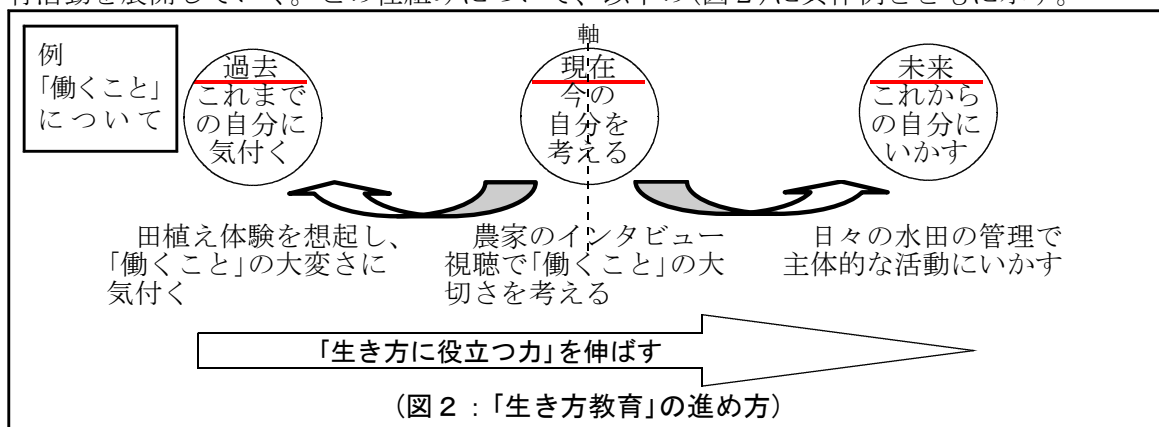 育活動を展開していく。この仕組みについて、以下の(図2)に具体例とともに示す。
例
「働くこと」
について
過去
これまで
の自分に
気付く
軸
現在
今の
自分を
考える
未来
これから
の自分に
いかす
田植え体験を想起し、
「働くこと」の大変さに
気付く
農家のインタビュー
視聴で「働くこと」の大
切さを考える
日々の水田の管理で
主体的な活動にいかす
「生き方に役立つ力」を伸ばす
(図2：「生き方教育」の進め方)